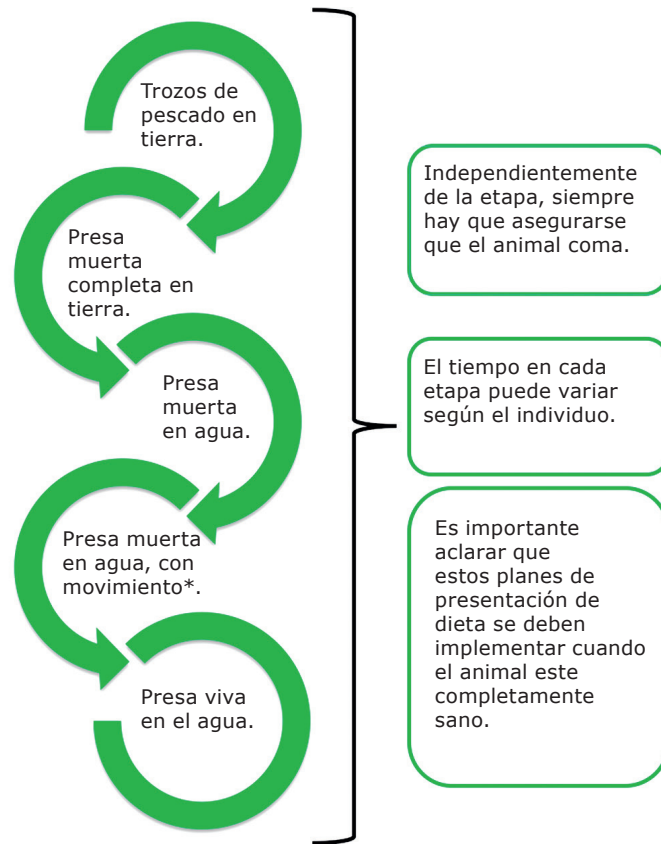 Trozos de
pescado en
tierra.
Presa
muerta
completa en
tierra.
Presa
muerta
en agua.
Presa muerta
en agua, con
movimiento*.
Presa viva
en el agua.
Independientemente
de la etapa, siempre
hay que asegurarse
que el animal coma.
El tiempo en cada
etapa puede variar
según el individuo.
Es importante
aclarar que
estos planes de
presentación de
dieta se deben
implementar cuando
el animal este
completamente
sano.